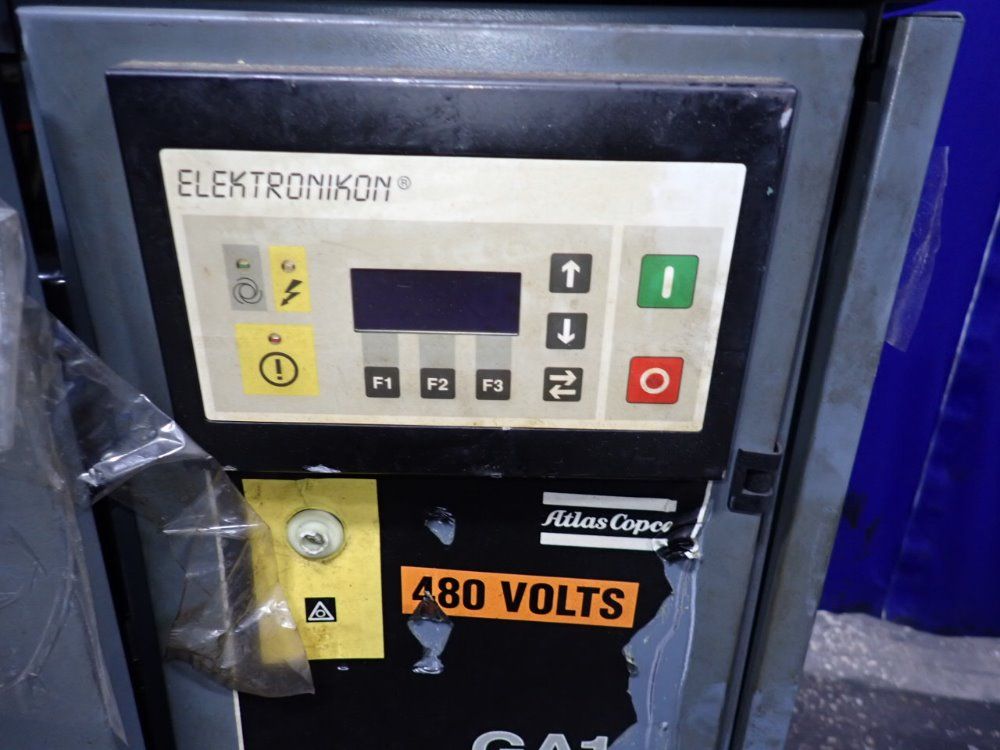 ELEKTRONIKON®
F1 F2 F3
Atlas Copco
480 VOLTS